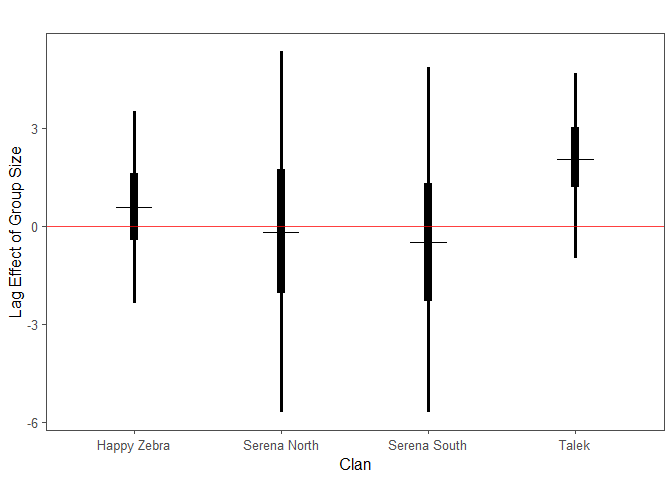 Lag Effect of Group Size
3
0
-3
-6
Happy Zebra Serena North Serena South Talek
Clan